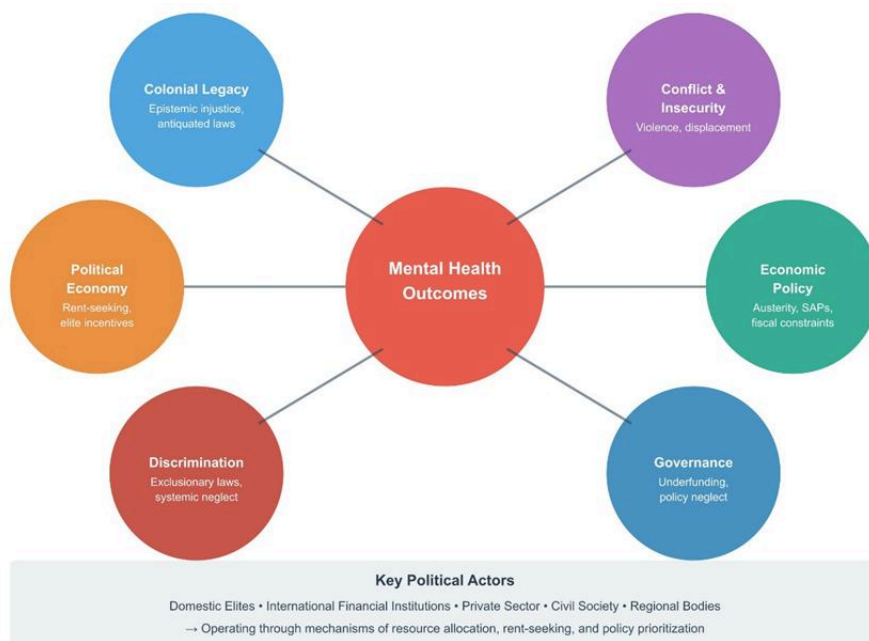 Colonial Legacy
Epistemic injustice,
antiquated laws
Conflict &
Insecurity
Violence, displacement
Political
Economy
Rent-seeking,
elite incentives
Mental Health
Outcomes
Economic
Policy
Austerity, SAPs,
fiscal constraints
Discrimination
Exclusionary laws,
systemic neglect
Governance
Underfunding,
policy neglect
Key Political Actors
Domestic Elites • International Financial Institutions • Private Sector • Civil Society • Regional Bodies
→ Operating through mechanisms of resource allocation, rent-seeking, and policy prioritization